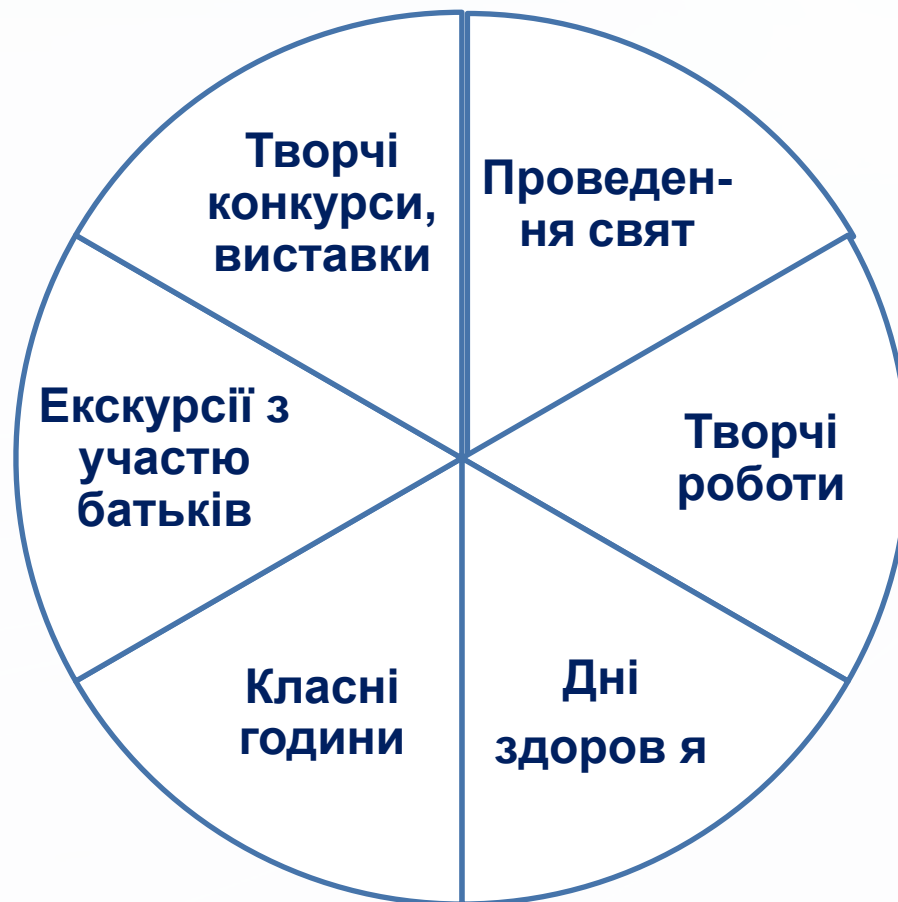 Творчі
конкурси,
виставки
Проведен-
ня свят
Екскурсії з
участю
батьків
Творчі
роботи
Класні
години
Дні
здоров я